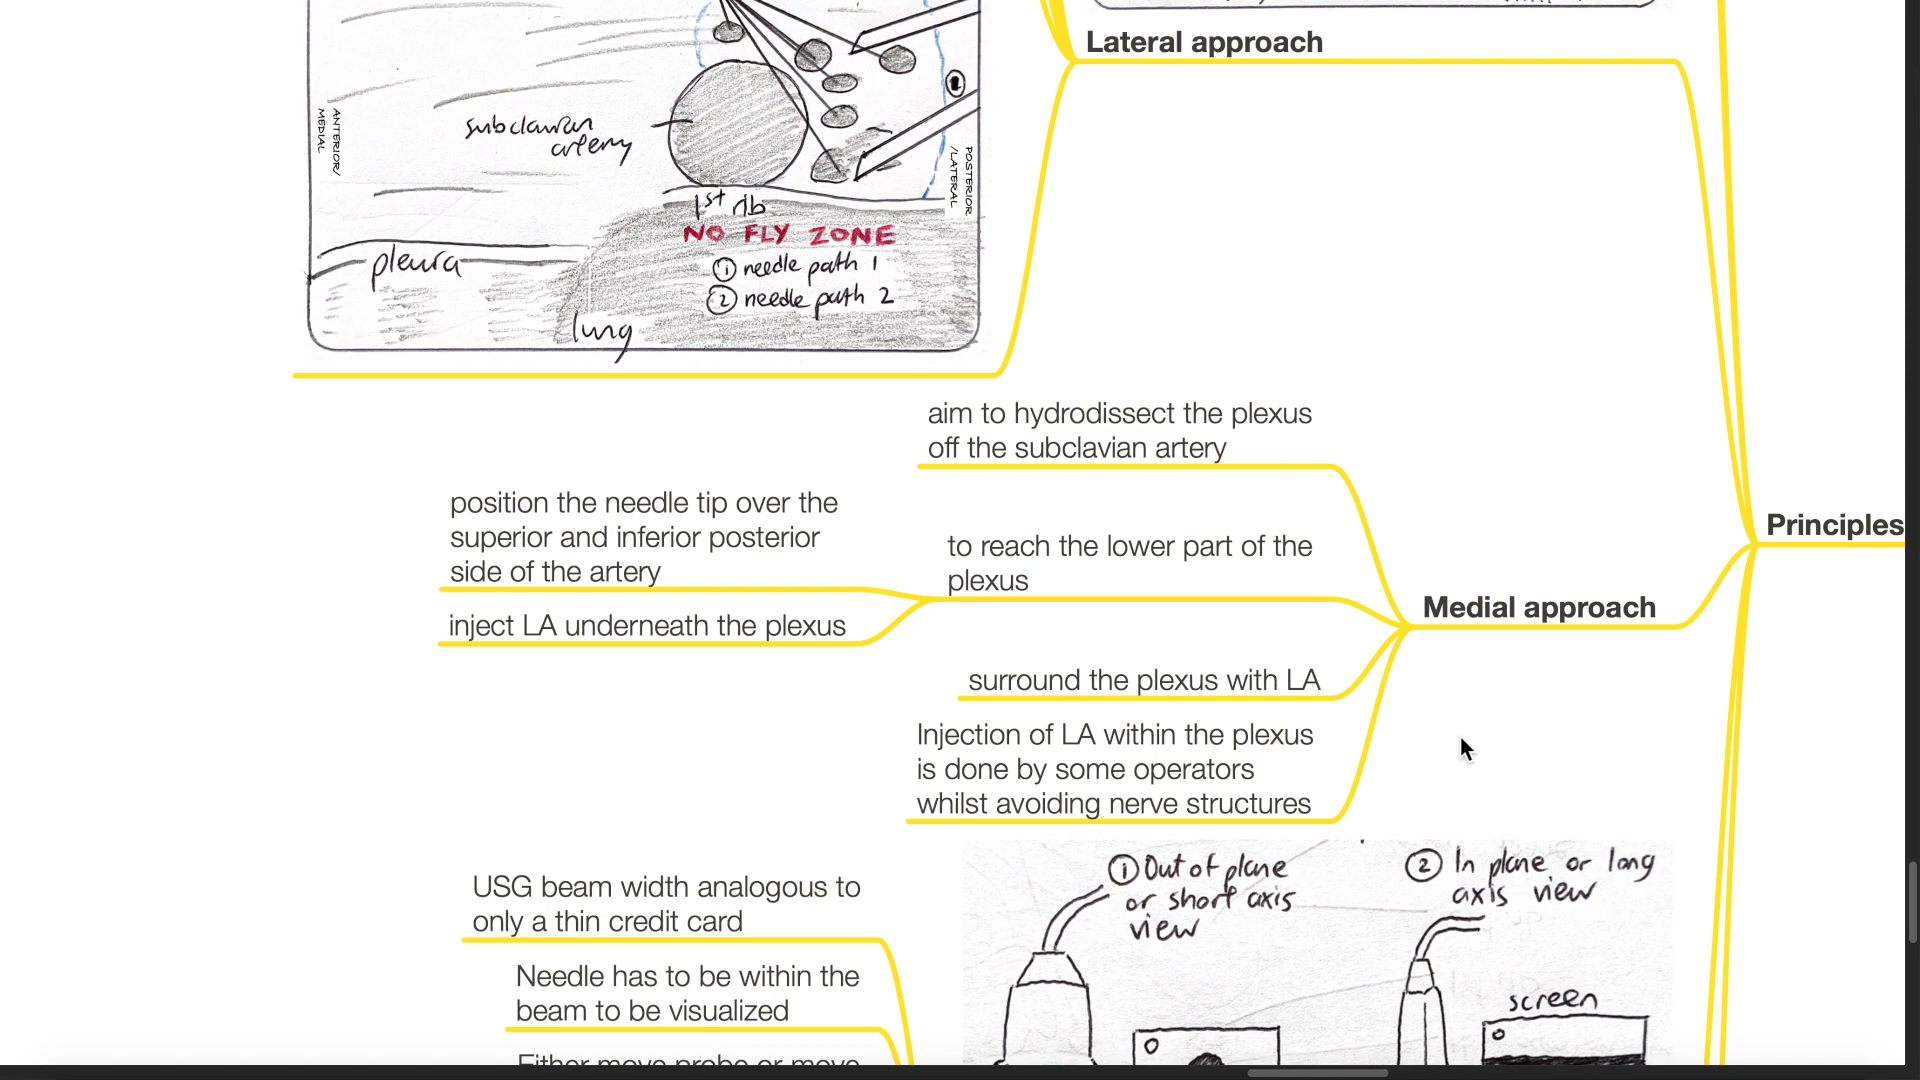 Lateral approach
ANTERIOR/
MEDIAL
subclavian
artery
POSTERIOR
/LATERAL
1st rib
NO FLY ZONE
pleura
① needle path 1
② needle path 2
lung
aim to hydrodissect the plexus
off the subclavian artery
position the needle tip over the
superior and inferior posterior
side of the artery
to reach the lower part of the
plexus
inject LA underneath the plexus
Principles
Medial approach
surround the plexus with LA
Injection of LA within the plexus
is done by some operators
whilst avoiding nerve structures
① Out of plane
or short axis
view
② In plane or long
axis view
screen
USG beam width analogous to
only a thin credit card
Needle has to be within the
beam to be visualized
Either move probe or move